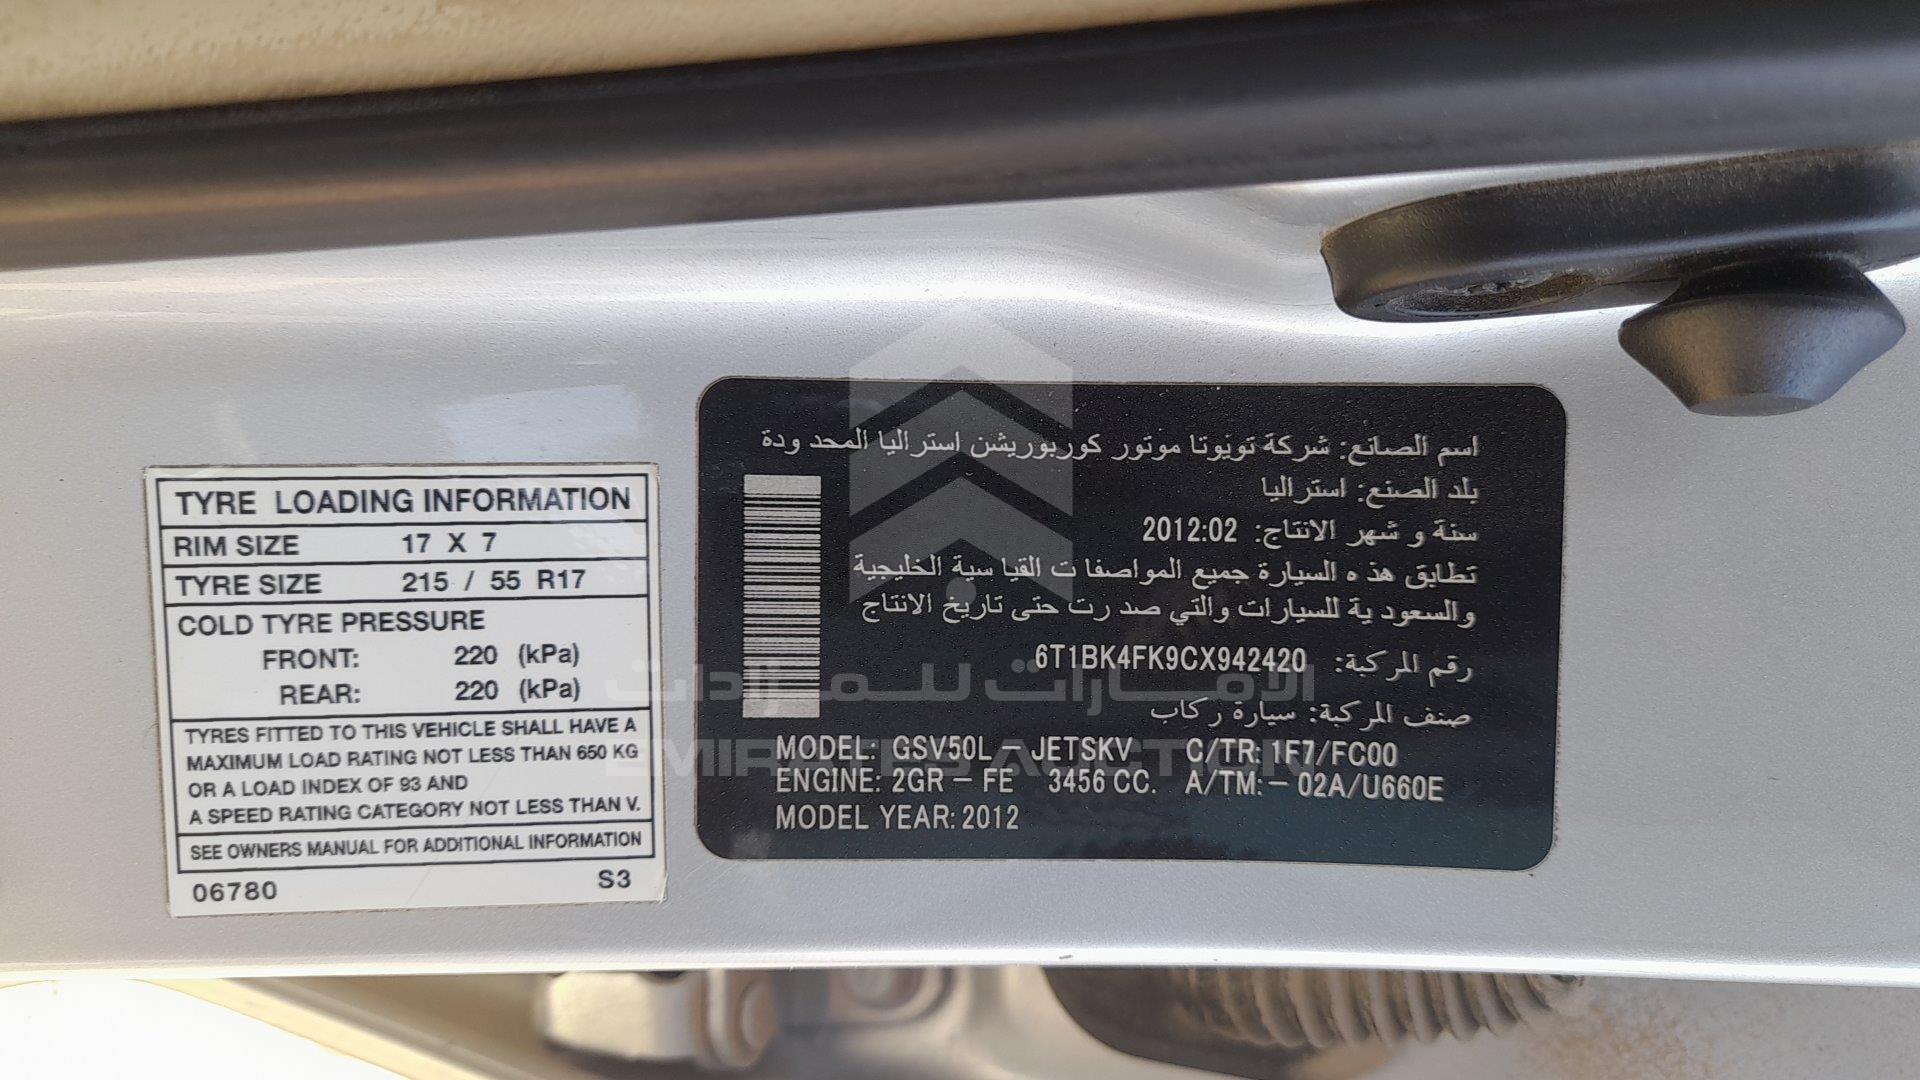 TYRE LOADING INFORMATION
RIM SIZE 17 X 7
TYRE SIZE 215 / 55 R17
COLD TYRE PRESSURE
FRONT: 220 (kPa)
REAR: 220 (kPa)
TYRES FITTED TO THIS VEHICLE SHALL HAVE A
MAXIMUM LOAD RATING NOT LESS THAN 650 KG
OR A LOAD INDEX OF 93 AND
A SPEED RATING CATEGORY NOT LESS THAN V.
SEE OWNERS MANUAL FOR ADDITIONAL INFORMATION
06780 S3
اسم الصانع: شركة تويوتا موتور كوربوريشن استراليا المحدودة
بلد الصنع: استراليا
سنة و شهر الانتاج: 2012:02
تطابق هذه السيارة جميع المواصفات القياسية الخليجية
والسعودية للسيارات والتي صدرت حتى تاريخ الانتاج
رقم المركبة: 6T1BK4FK9CX942420
صنف المركبة: سيارة ركاب
MODEL: GSV50L - JETSKV C/TR: 1F7/FC00
ENGINE: 2GR - FE 3456 CC. A/TM: - 02A/U660E
MODEL YEAR: 2012
الإمارات للمزادات
EMIRATES AUCTION